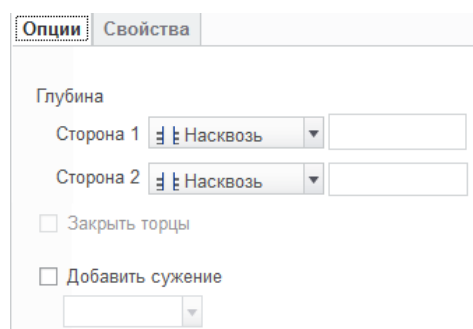 Опции Свойства
Глубина
Сторона 1 Насквозь
Сторона 2 Насквозь
Закрыть торцы
Добавить сужение